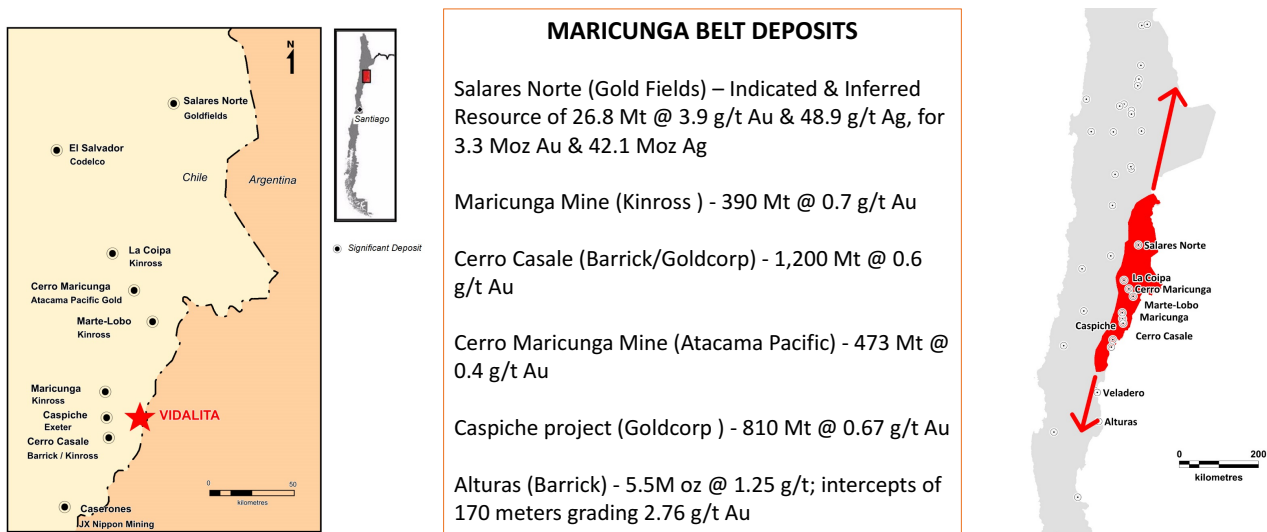 N
Salares Norte
Goldfields
El Salvador
Codelco
Chile
Argentina
La Coipa
Kinross
Cerro Maricunga
Atacama Pacific Gold
Marte-Lobo
Kinross
Maricunga
Kinross
Caspiche
Exeter
VIDALITA
Cerro Casale
Barrick / Kinross
0 50
kilometres
Caserones
JX Nippon Mining
Santiago
Significant Deposit
MARICUNGA BELT DEPOSITS
Salares Norte (Gold Fields) – Indicated & Inferred
Resource of 26.8 Mt @ 3.9 g/t Au & 48.9 g/t Ag, for
3.3 Moz Au & 42.1 Moz Ag
Maricunga Mine (Kinross ) - 390 Mt @ 0.7 g/t Au
Cerro Casale (Barrick/Goldcorp) - 1,200 Mt @ 0.6
g/t Au
Cerro Maricunga Mine (Atacama Pacific) - 473 Mt @
0.4 g/t Au
Caspiche project (Goldcorp ) - 810 Mt @ 0.67 g/t Au
Alturas (Barrick) - 5.5M oz @ 1.25 g/t; intercepts of
170 meters grading 2.76 g/t Au
Salares Norte
La Coipa
Cerro Maricunga
Marte-Lobo
Maricunga
Caspiche
Cerro Casale
Veladero
Alturas
0 200
kilometres